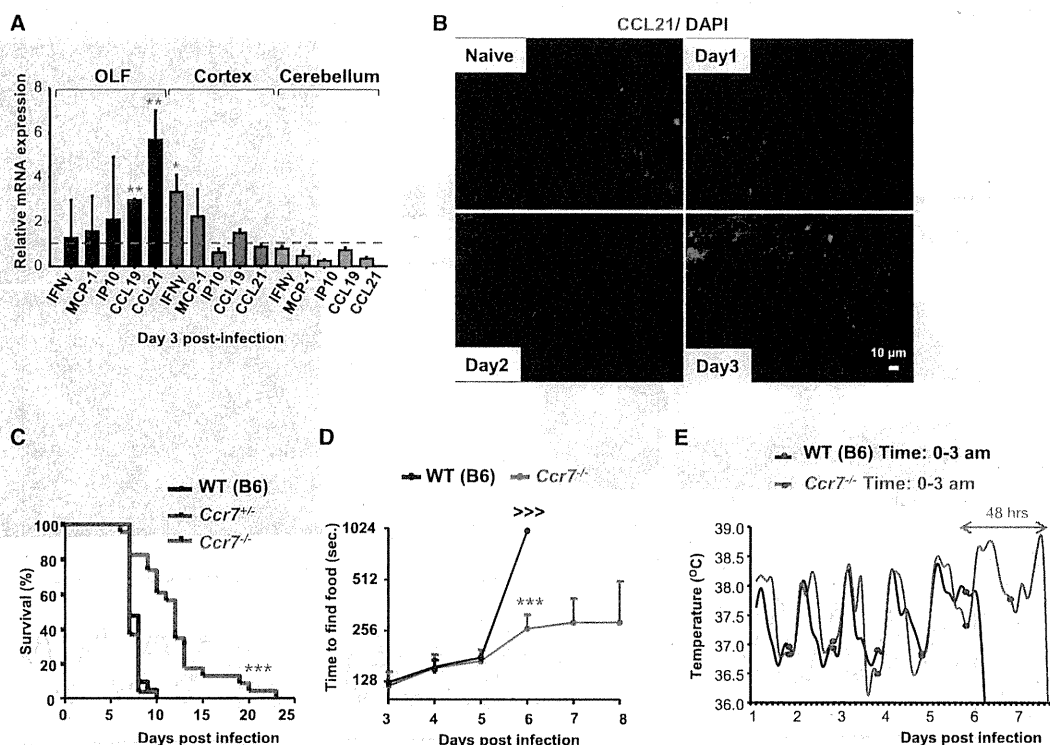 A
OLF Cortex Cerebellum
Relative mRNA expression
8
6
4
2
0
** ** *
IFNγ MCP-1 IP10 CCL19 CCL21 IFNγ MCP-1 IP10 CCL19 CCL21 IFNγ MCP-1 IP10 CCL19 CCL21
Day 3 post-infection
B
CCL21/ DAPI
Naive
Day1
Day2
Day3
10 µm
C
WT (B6)
Ccr7+/-
Ccr7-/-
Survival (%)
100
80
60
40
20
0
***
0 5 10 15 20 25
Days post infection
D
WT (B6) Ccr7-/-
>>>
Time to find food (sec.)
1024
512
256
128
***
3 4 5 6 7 8
Days post infection
E
WT (B6) Time: 0-3 am
Ccr7-/- Time: 0-3 am
48 hrs
Temperature (ºC)
39.0
38.5
38.0
37.5
37.0
36.5
36.0
1 2 3 4 5 6 7
Days post infection